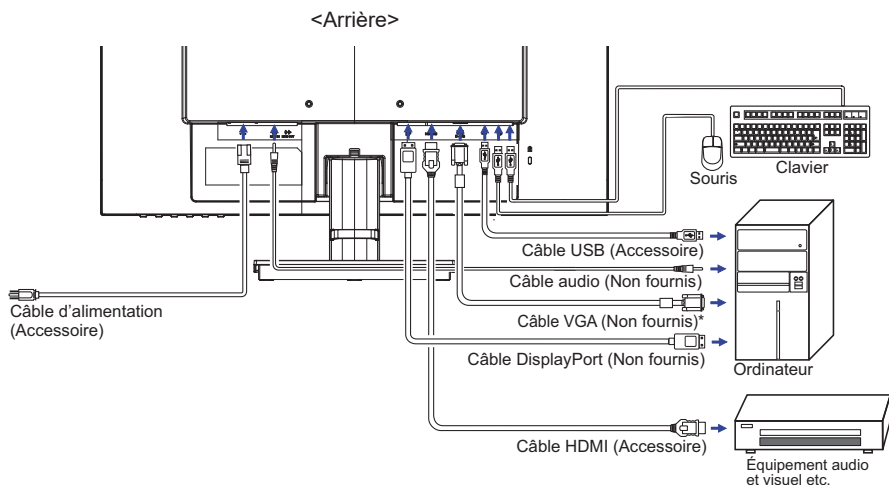 <Arrière>
Clavier
Souris
Câble USB (Accessoire)
Câble audio (Non fournis)
Câble d'alimentation
(Accessoire)
Câble VGA (Non fournis)*
Câble DisplayPort (Non fournis)
Ordinateur
Câble HDMI (Accessoire)
Équipement audio
et visuel etc.